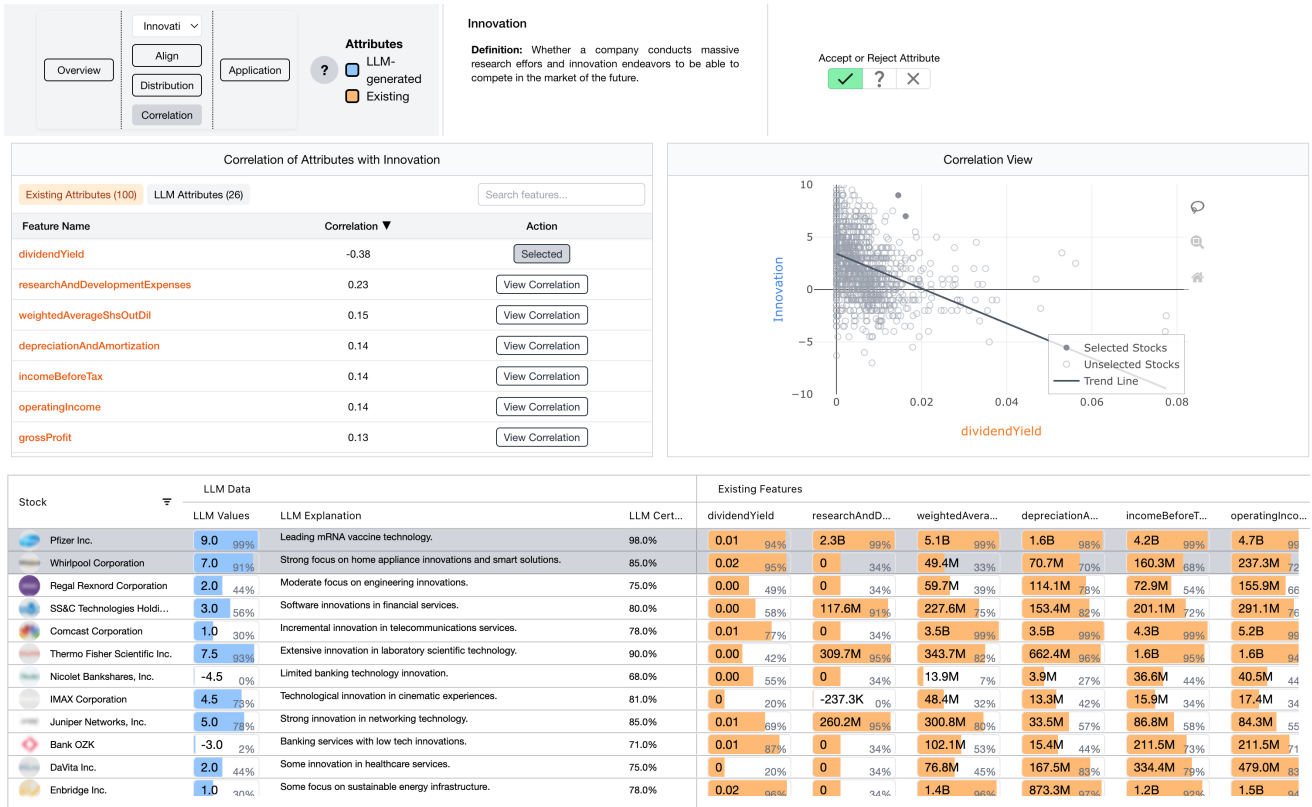 Innovati
Align
Distribution
Correlation
Overview
Application
?
Attributes
LLM-
generated
Existing
Innovation
Definition: Whether a company conducts massive
research effors and innovation endeavors to be able to
compete in the market of the future.
Accept or Reject Attribute
?
Correlation of Attributes with Innovation
Existing Attributes (100)
LLM Attributes (26)
Search features...
Feature Name Correlation ▼ Action
dividendYield -0.38 Selected
researchAndDevelopmentExpenses 0.23 View Correlation
weightedAverageShsOutDil 0.15 View Correlation
depreciationAndAmortization 0.14 View Correlation
incomeBeforeTax 0.14 View Correlation
operatingIncome 0.14 View Correlation
grossProfit 0.13 View Correlation
Correlation View
10
5
0
−5
−10
Innovation
0 0.02 0.04 0.06 0.08
dividendYield
Selected Stocks
Unselected Stocks
Trend Line
Stock LLM Data Existing Features
LLM Values LLM Explanation LLM Cert... dividendYield researchAndD... weightedAvera... depreciationA... incomeBeforeT... operatingInco...
Pfizer Inc. 9.0 99% Leading mRNA vaccine technology. 98.0% 0.01 94% 2.3B 99% 5.1B 99% 1.6B 98% 4.2B 99% 4.7B 99
Whirlpool Corporation 7.0 91% Strong focus on home appliance innovations and smart solutions. 85.0% 0.02 95% 0 34% 49.4M 33% 70.7M 70% 160.3M 68% 237.3M 72
Regal Rexnord Corporation 2.0 44% Moderate focus on engineering innovations. 75.0% 0.00 49% 0 34% 59.7M 39% 114.1M 78% 72.9M 54% 155.9M 66
SS&C Technologies Holdi... 3.0 56% Software innovations in financial services. 80.0% 0.00 58% 117.6M 91% 227.6M 75% 153.4M 82% 201.1M 72% 291.1M 76
Comcast Corporation 1.0 30% Incremental innovation in telecommunications services. 78.0% 0.01 77% 0 34% 3.5B 99% 3.5B 99% 4.3B 99% 5.2B 99
Thermo Fisher Scientific Inc. 7.5 93% Extensive innovation in laboratory scientific technology. 90.0% 0.00 42% 309.7M 95% 343.7M 82% 662.4M 96% 1.6B 95% 1.6B 94
Nicolet Bankshares, Inc. -4.5 0% Limited banking technology innovation. 68.0% 0.00 55% 0 34% 13.9M 7% 3.9M 27% 36.6M 44% 40.5M 44
IMAX Corporation 4.5 73% Technological innovation in cinematic experiences. 81.0% 0 20% -237.3K 0% 48.4M 32% 13.3M 42% 15.9M 34% 17.4M 34
Juniper Networks, Inc. 5.0 78% Strong innovation in networking technology. 85.0% 0.01 69% 260.2M 95% 300.8M 80% 33.5M 57% 86.8M 58% 84.3M 55
Bank OZK -3.0 2% Banking services with low tech innovations. 71.0% 0.01 87% 0 34% 102.1M 53% 15.4M 44% 211.5M 73% 211.5M 71
DaVita Inc. 2.0 44% Some innovation in healthcare services. 75.0% 0 20% 0 34% 76.8M 45% 167.5M 83% 334.4M 79% 479.0M 83
Enbridge Inc. 1.0 30% Some focus on sustainable energy infrastructure. 78.0% 0.02 96% 0 34% 1.4B 96% 873.3M 97% 1.2B 92% 1.5B 94